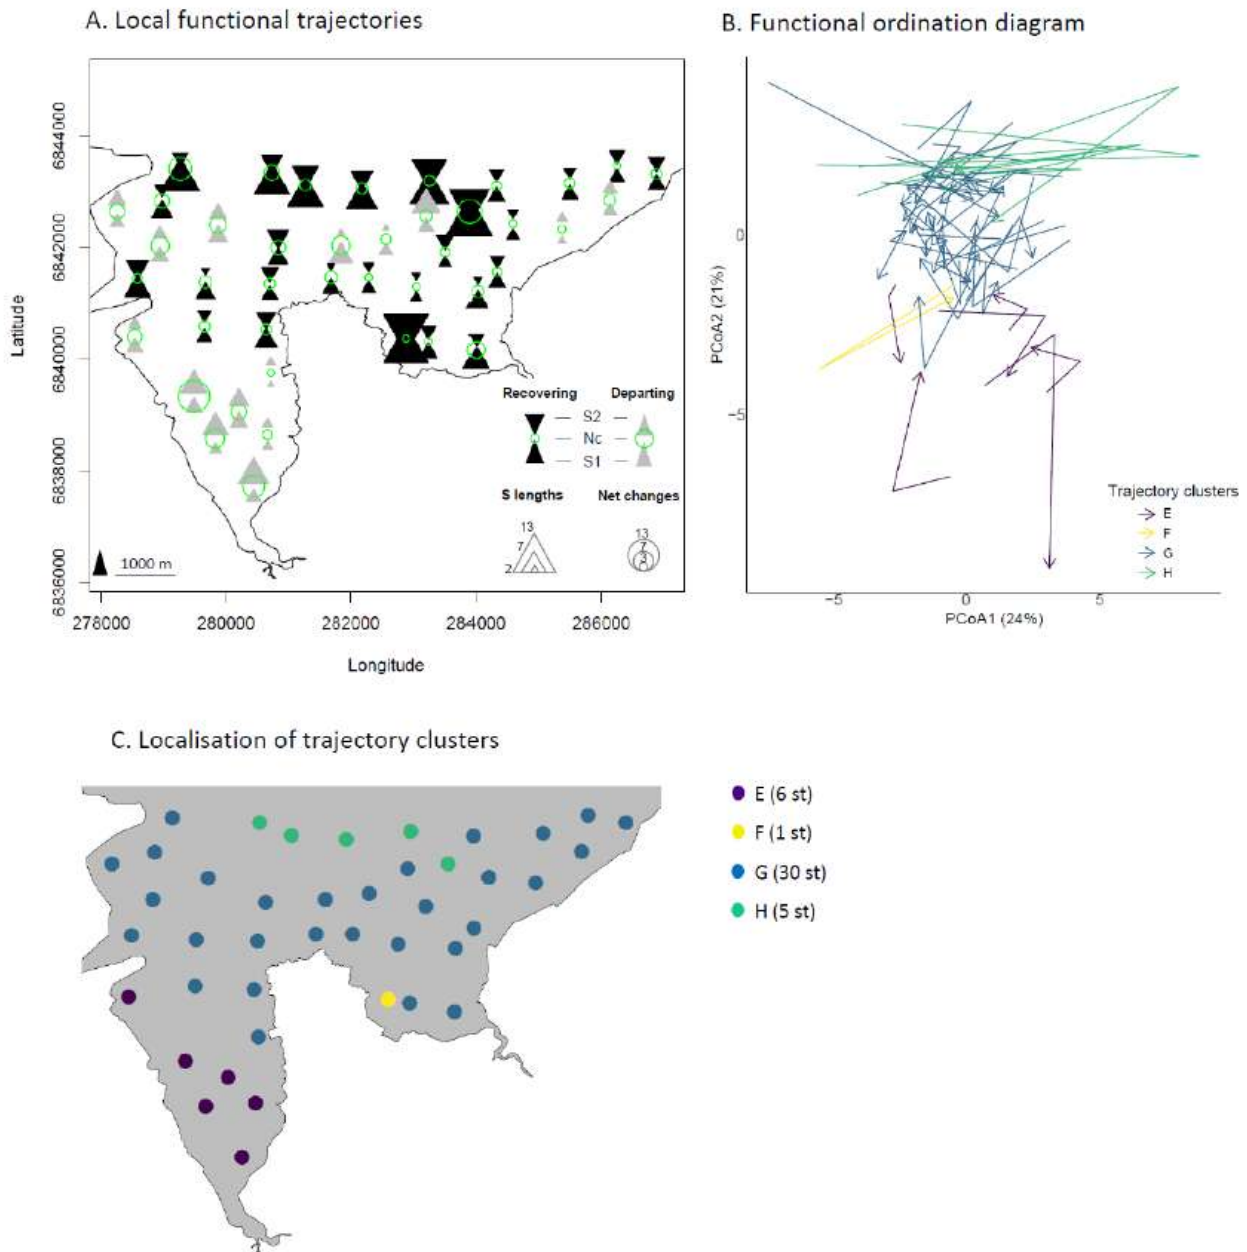 A. Local functional trajectories
B. Functional ordination diagram
Latitude
6844000
6842000
6840000
6838000
6836000
Recovering Departing
S2
Nc
S1
S lengths Net changes
13
7
2
13
7
3
1000 m
278000 280000 282000 284000 286000
Longitude
PCoA2 (21%)
0
−5
Trajectory clusters
E
F
G
H
−5 0 5
PCoA1 (24%)
C. Localisation of trajectory clusters
E (6 st)
F (1 st)
G (30 st)
H (5 st)